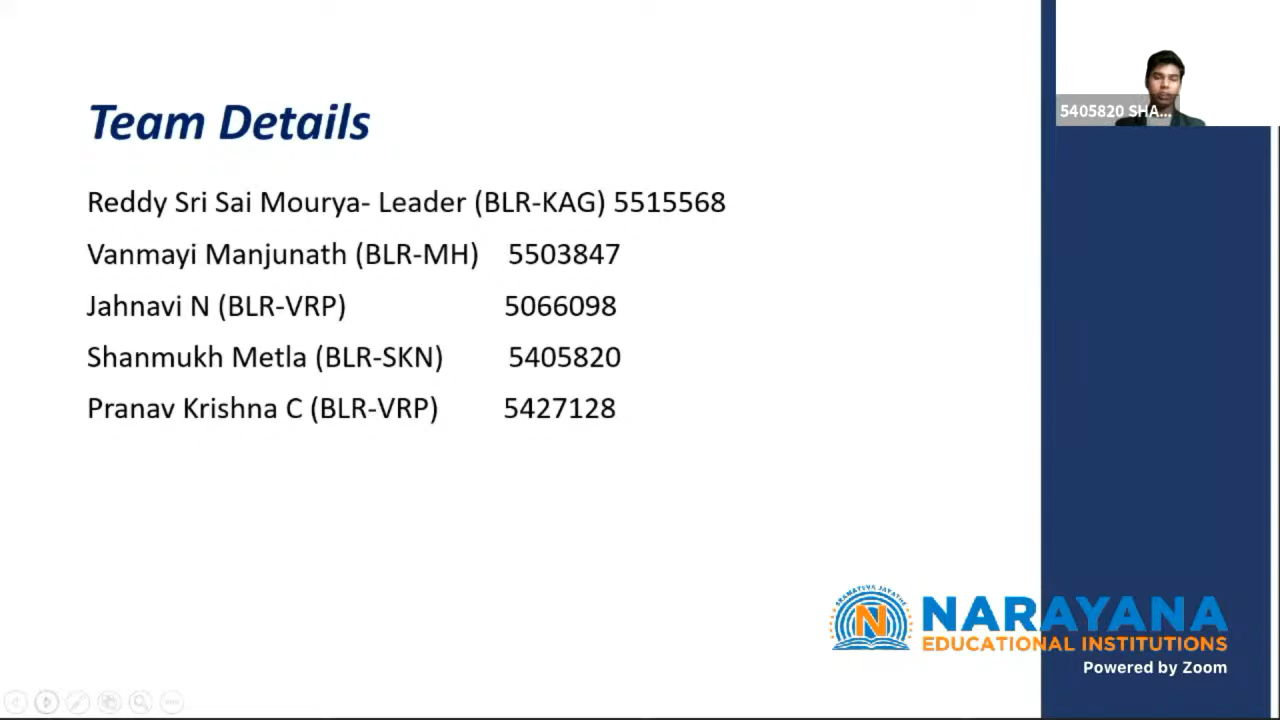 Team Details
5405820 SHA...
Reddy Sri Sai Mourya- Leader (BLR-KAG) 5515568
Vanmayi Manjunath (BLR-MH) 5503847
Jahnavi N (BLR-VRP) 5066098
Shanmukh Metla (BLR-SKN) 5405820
Pranav Krishna C (BLR-VRP) 5427128
N
NARAYANA
EDUCATIONAL INSTITUTIONS
Powered by Zoom